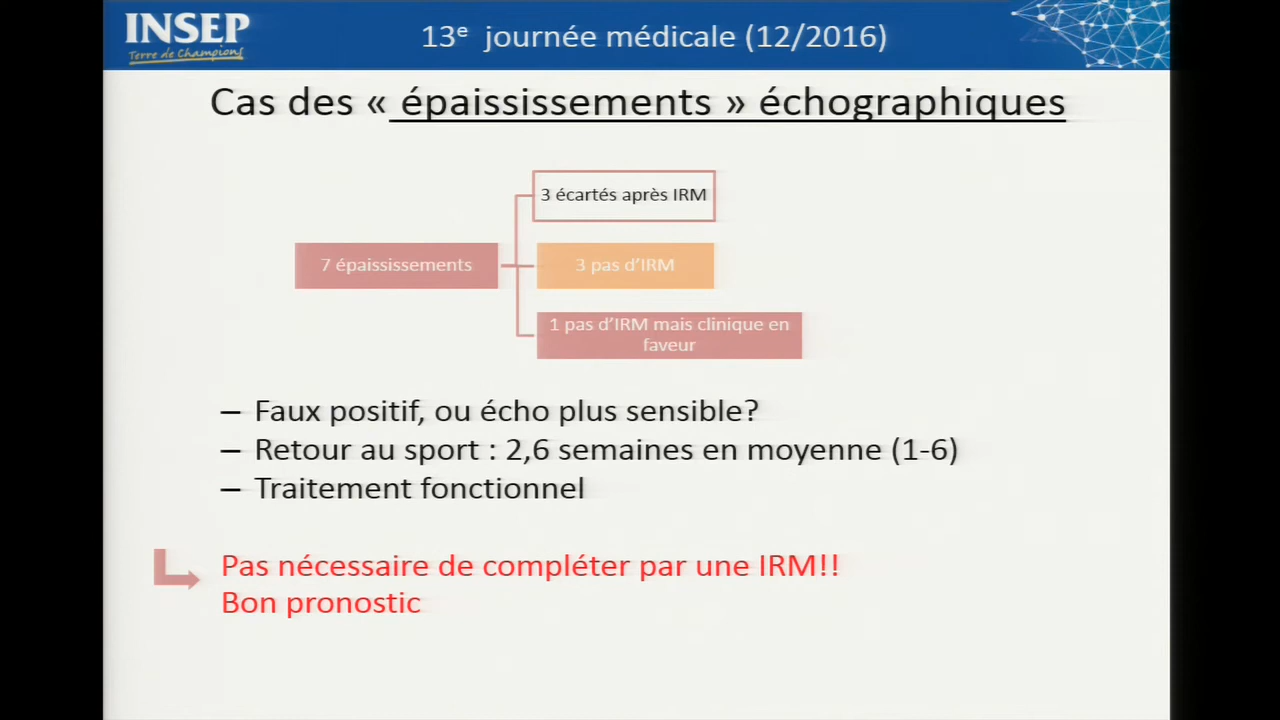 INSEP
Terre de Champions
13e journée médicale (12/2016)
Cas des « épaississements » échographiques
3 écartés après IRM
7 épaississements
3 pas d’IRM
1 pas d’IRM mais clinique en
faveur
– Faux positif, ou écho plus sensible?
– Retour au sport : 2,6 semaines en moyenne (1-6)
– Traitement fonctionnel
Pas nécessaire de compléter par une IRM!!
Bon pronostic